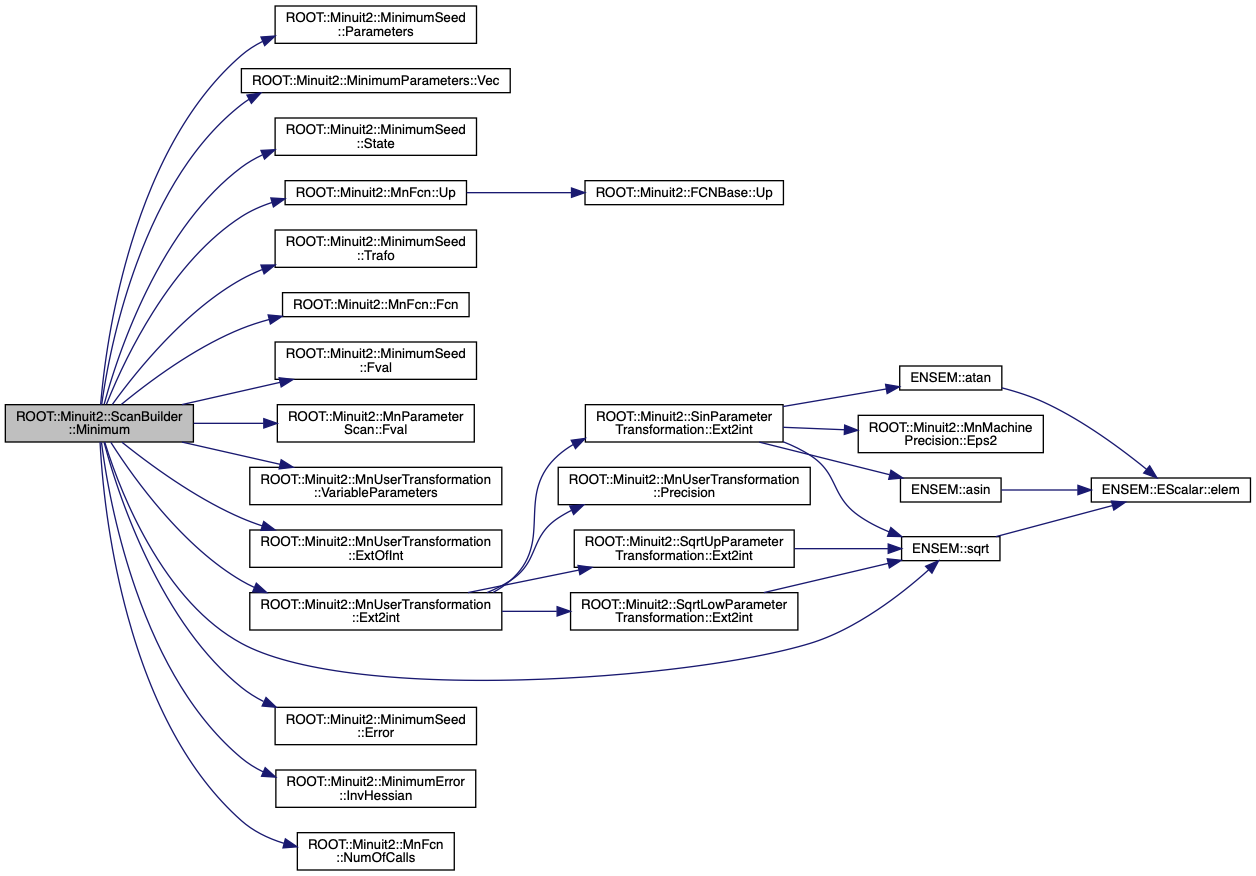 ROOT::Minuit2::MinimumSeed
::Parameters
ROOT::Minuit2::MinimumParameters::Vec
ROOT::Minuit2::MinimumSeed
::State
ROOT::Minuit2::MnFcn::Up
ROOT::Minuit2::FCNBase::Up
ROOT::Minuit2::MinimumSeed
::Trafo
ROOT::Minuit2::MnFcn::Fcn
ROOT::Minuit2::MinimumSeed
::Fval
ROOT::Minuit2::ScanBuilder
::Minimum
ROOT::Minuit2::MnParameter
Scan::Fval
ROOT::Minuit2::MnUserTransformation
::VariableParameters
ROOT::Minuit2::MnUserTransformation
::ExtOfInt
ROOT::Minuit2::MnUserTransformation
::Ext2int
ROOT::Minuit2::SinParameter
Transformation::Ext2int
ROOT::Minuit2::MnUserTransformation
::Precision
ROOT::Minuit2::SqrtUpParameter
Transformation::Ext2int
ROOT::Minuit2::SqrtLowParameter
Transformation::Ext2int
ENSEM::atan
ROOT::Minuit2::MnMachine
Precision::Eps2
ENSEM::asin
ENSEM::sqrt
ENSEM::EScalar::elem
ROOT::Minuit2::MinimumSeed
::Error
ROOT::Minuit2::MinimumError
::InvHessian
ROOT::Minuit2::MnFcn
::NumOfCalls